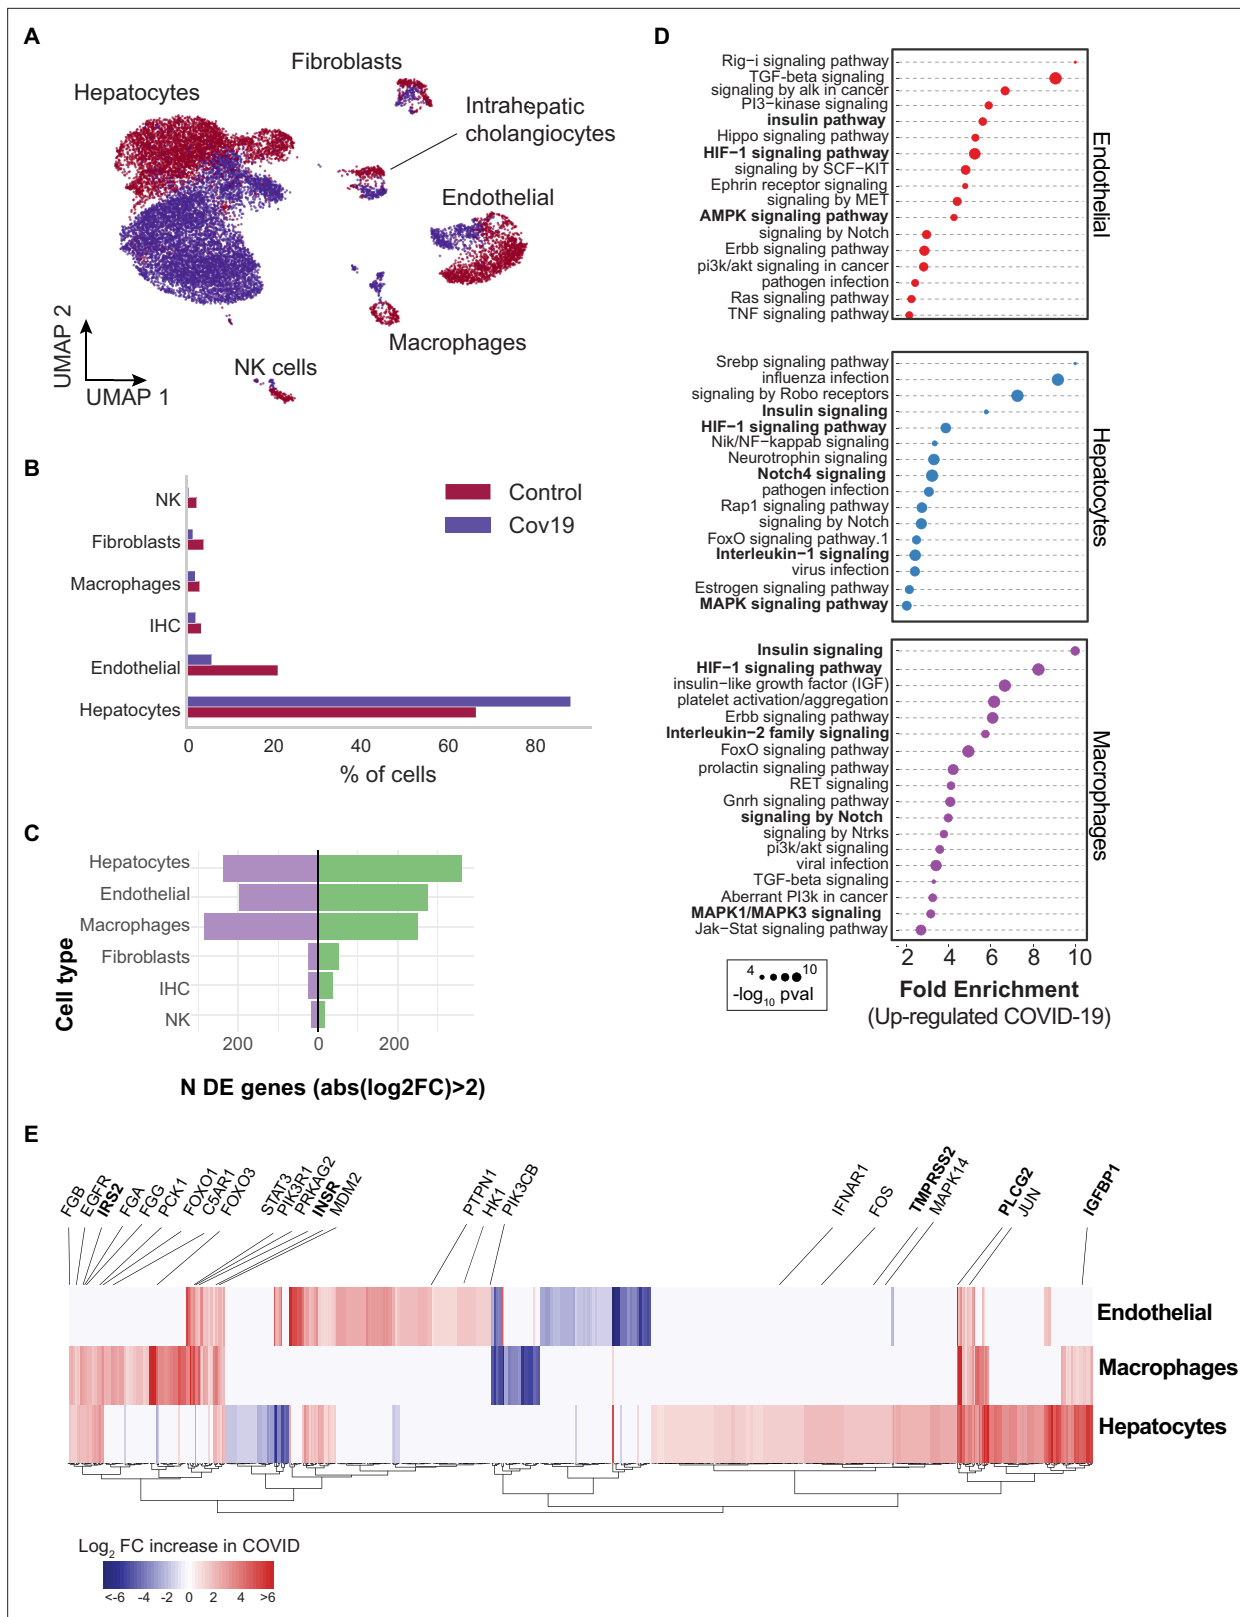 A
Fibroblasts
Hepatocytes
Intrahepatic
cholangiocytes
Endothelial
Macrophages
NK cells
UMAP 2
UMAP 1
B
NK
Fibroblasts
Macrophages
IHC
Endothelial
Hepatocytes
Control
Cov19
0 20 40 60 80
% of cells
C
Cell type
Hepatocytes
Endothelial
Macrophages
Fibroblasts
IHC
NK
200 0 200
N DE genes (abs(log2FC)>2)
D
Rig−i signaling pathway
TGF-beta signaling
signaling by alk in cancer
PI3−kinase signaling
insulin pathway
Hippo signaling pathway
HIF−1 signaling pathway
signaling by SCF−KIT
Ephrin receptor signaling
signaling by MET
AMPK signaling pathway
signaling by Notch
Erbb signaling pathway
pi3k/akt signaling in cancer
pathogen infection
Ras signaling pathway
TNF signaling pathway
Endothelial
Srebp signaling pathway
influenza infection
signaling by Robo receptors
Insulin signaling
HIF−1 signaling pathway
Nik/NF−kappab signaling
Neurotrophin signaling
Notch4 signaling
pathogen infection
Rap1 signaling pathway
signaling by Notch
FoxO signaling pathway.1
Interleukin−1 signaling
virus infection
Estrogen signaling pathway
MAPK signaling pathway
Hepatocytes
Insulin signaling
HIF−1 signaling pathway
insulin−like growth factor (IGF)
platelet activation/aggregation
Erbb signaling pathway
Interleukin−2 family signaling
FoxO signaling pathway
prolactin signaling pathway
RET signaling
Gnrh signaling pathway
signaling by Notch
signaling by Ntrks
pi3k/akt signaling
viral infection
TGF-beta signaling
Aberrant PI3k in cancer
MAPK1/MAPK3 signaling
Jak−Stat signaling pathway
Macrophages
2 4 6 8 10
4 10
-log10 pval
Fold Enrichment
(Up-regulated COVID-19)
E
FGB
EGFR
IRS2
FGA
FGG
PCK1
FOXO1
C5AR1
FOXO3
STAT3
PIK3R1
PRKAG2
INSR
MDM2
PTPN1
HK1
PIK3CB
IFNAR1
FOS
TMPRSS2
MAPK14
PLCG2
JUN
IGFBP1
Endothelial
Macrophages
Hepatocytes
Log2 FC increase in COVID
<-6 -4 -2 0 2 4 >6